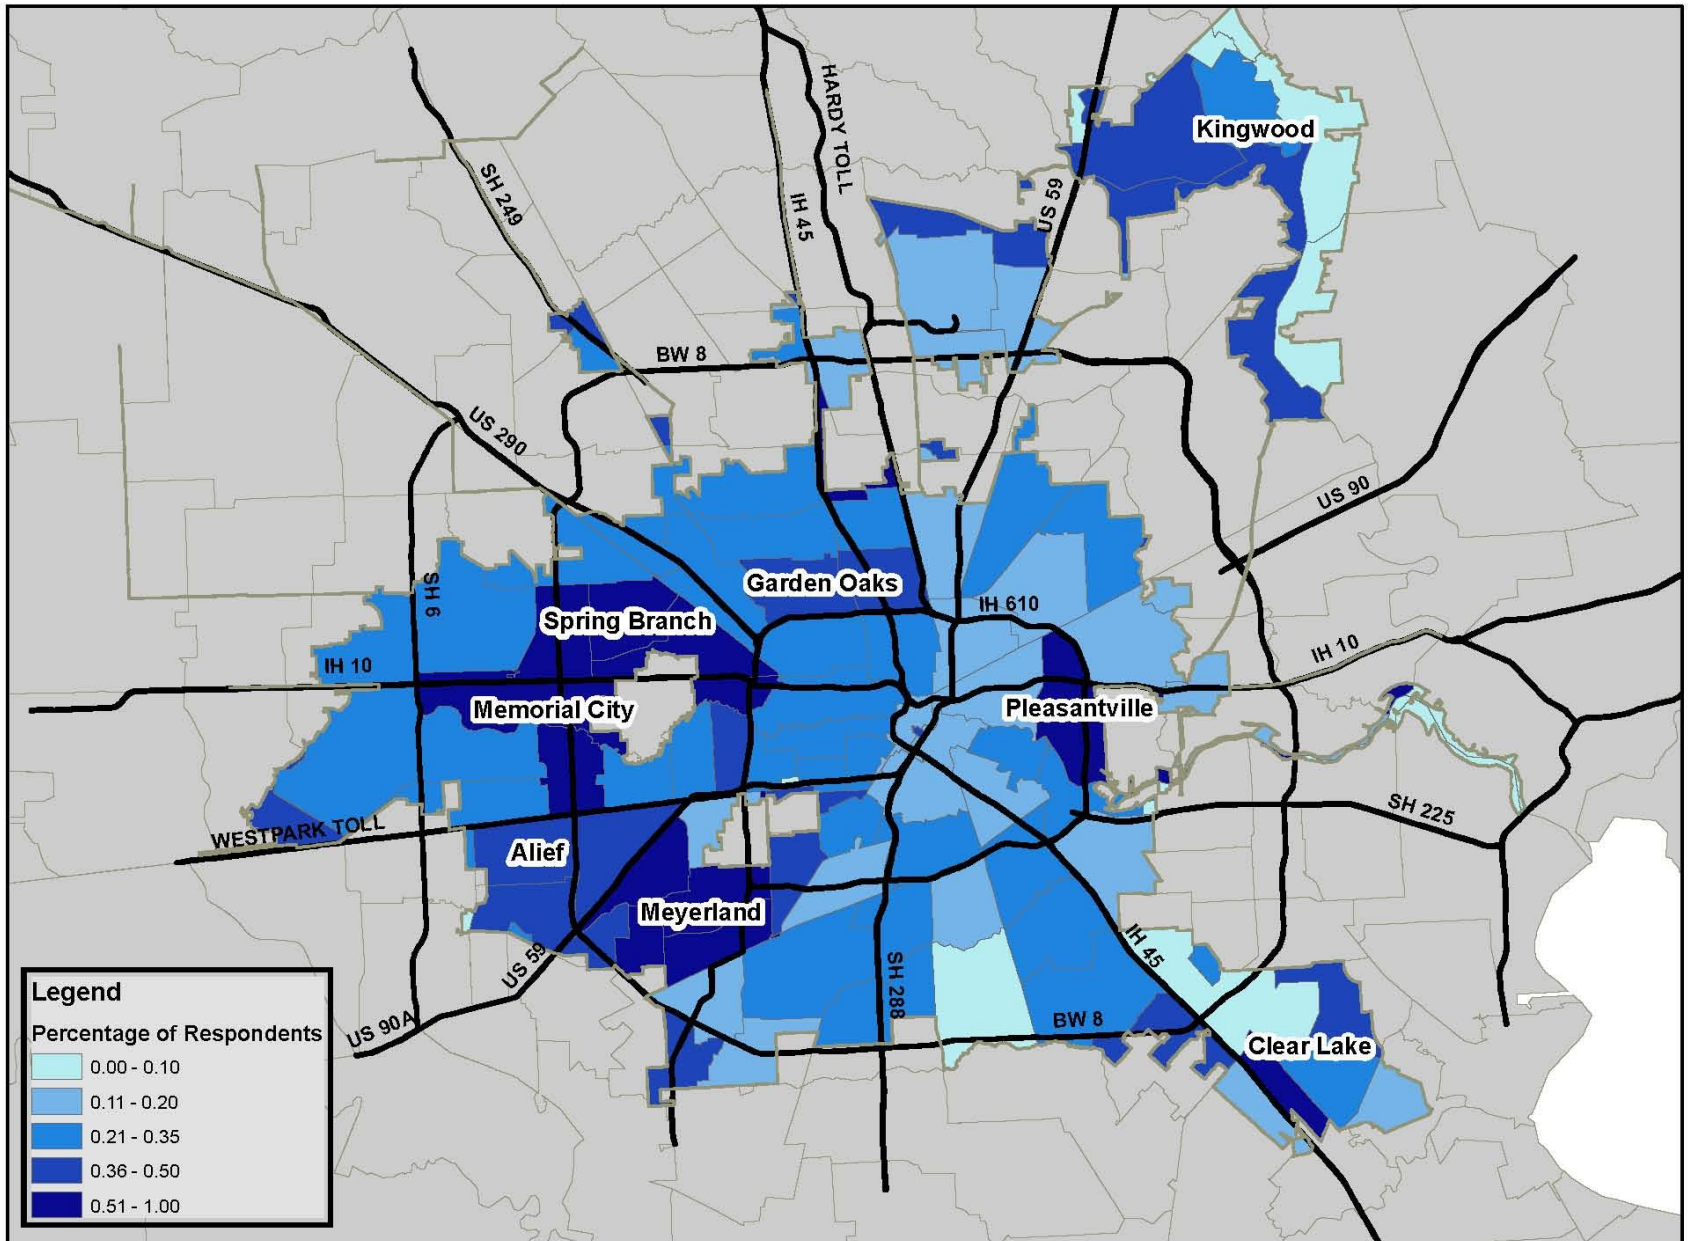 HARDY TOLL
Kingwood
SH 249
IH 45
US 59
BW 8
US 290
US 90
SH 6
Garden Oaks
IH 610
Spring Branch
IH 10
IH 10
Memorial City
Pleasantville
SH 225
WESTPARK TOLL
Alief
Meyerland
IH 45
US 59
SH 288
US 90A
BW 8
Clear Lake
Legend
Percentage of Respondents
0.00 - 0.10
0.11 - 0.20
0.21 - 0.35
0.36 - 0.50
0.51 - 1.00